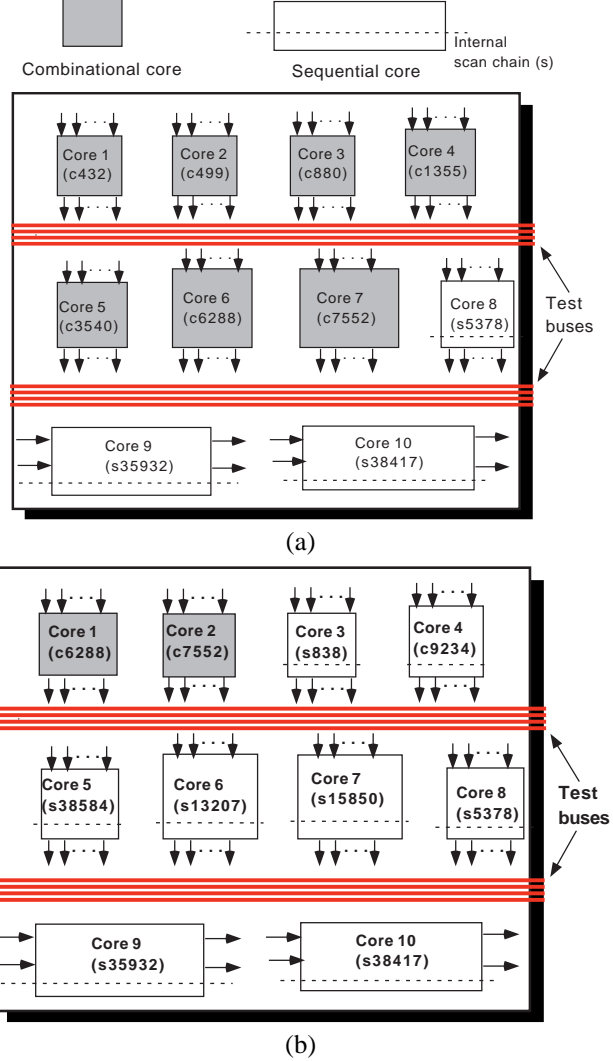 Combinational core
Sequential core
Internal
scan chain (s)
Core 1
(c432)
Core 2
(c499)
Core 3
(c880)
Core 4
(c1355)
Core 5
(c3540)
Core 6
(c6288)
Core 7
(c7552)
Core 8
(s5378)
Test
buses
Core 9
(s35932)
Core 10
(s38417)
(a)
Core 1
(c6288)
Core 2
(c7552)
Core 3
(s838)
Core 4
(c9234)
Core 5
(s38584)
Core 6
(s13207)
Core 7
(s15850)
Core 8
(s5378)
Test
buses
Core 9
(s35932)
Core 10
(s38417)
(b)